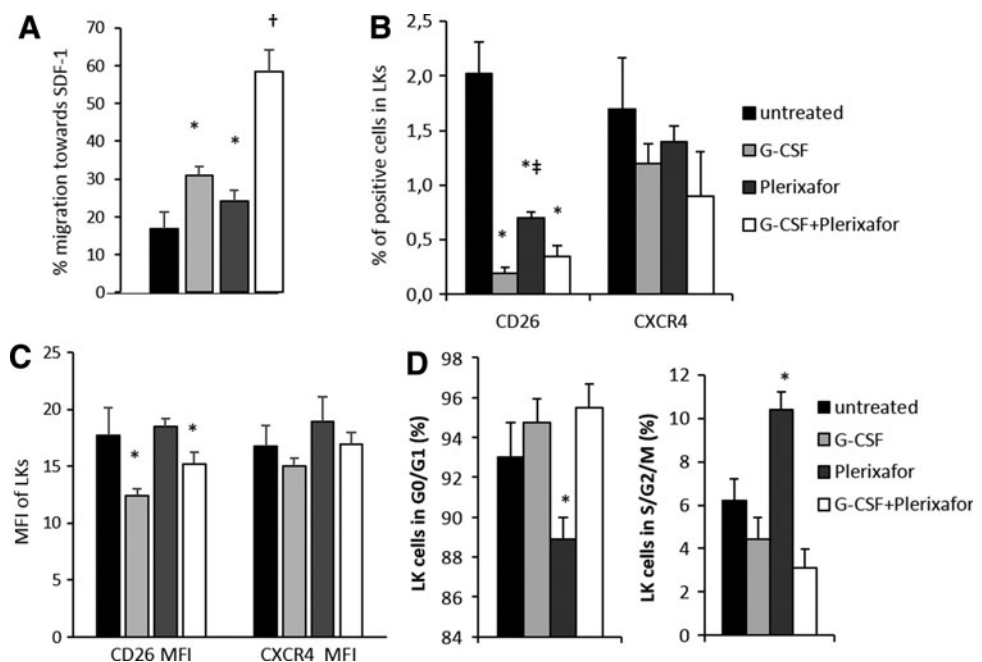 A
% migration towards SDF-1
70
60
50
40
30
20
10
0
*
*
†
B
% of positive cells in LKs
2,5
2,0
1,5
1,0
0,5
0,0
*
*‡
*
CD26
CXCR4
untreated
G-CSF
Plerixafor
G-CSF+Plerixafor
C
MFI of LKs
25
20
15
10
5
0
*
*
CD26 MFI
CXCR4 MFI
D
LK cells in G0/G1 (%)
98
96
94
92
90
88
86
84
*
LK cells in S/G2/M (%)
12
10
8
6
4
2
0
*
untreated
G-CSF
Plerixafor
G-CSF+Plerixafor